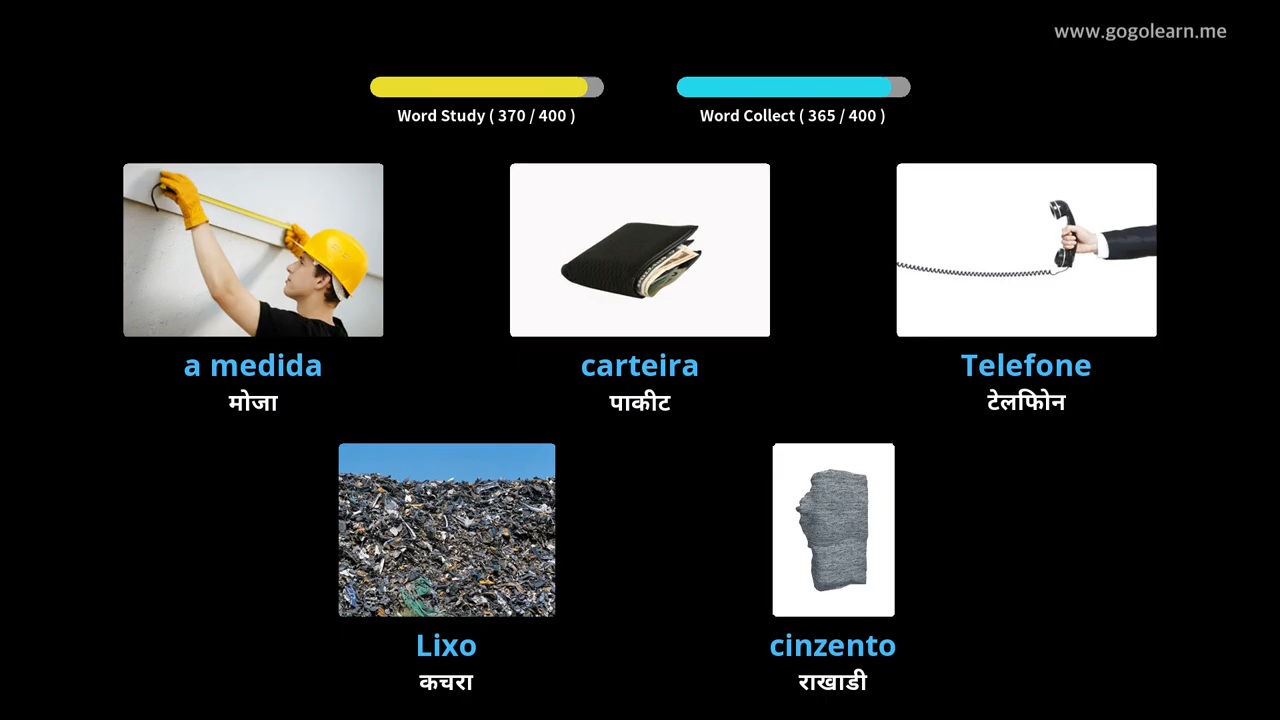 www.gogolearn.me
Word Study ( 370 / 400 )
Word Collect ( 365 / 400 )
a medida
मोजा
carteira
पाकीट
Telefone
टेलफिोन
Lixo
कचरा
cinzento
राखाडी